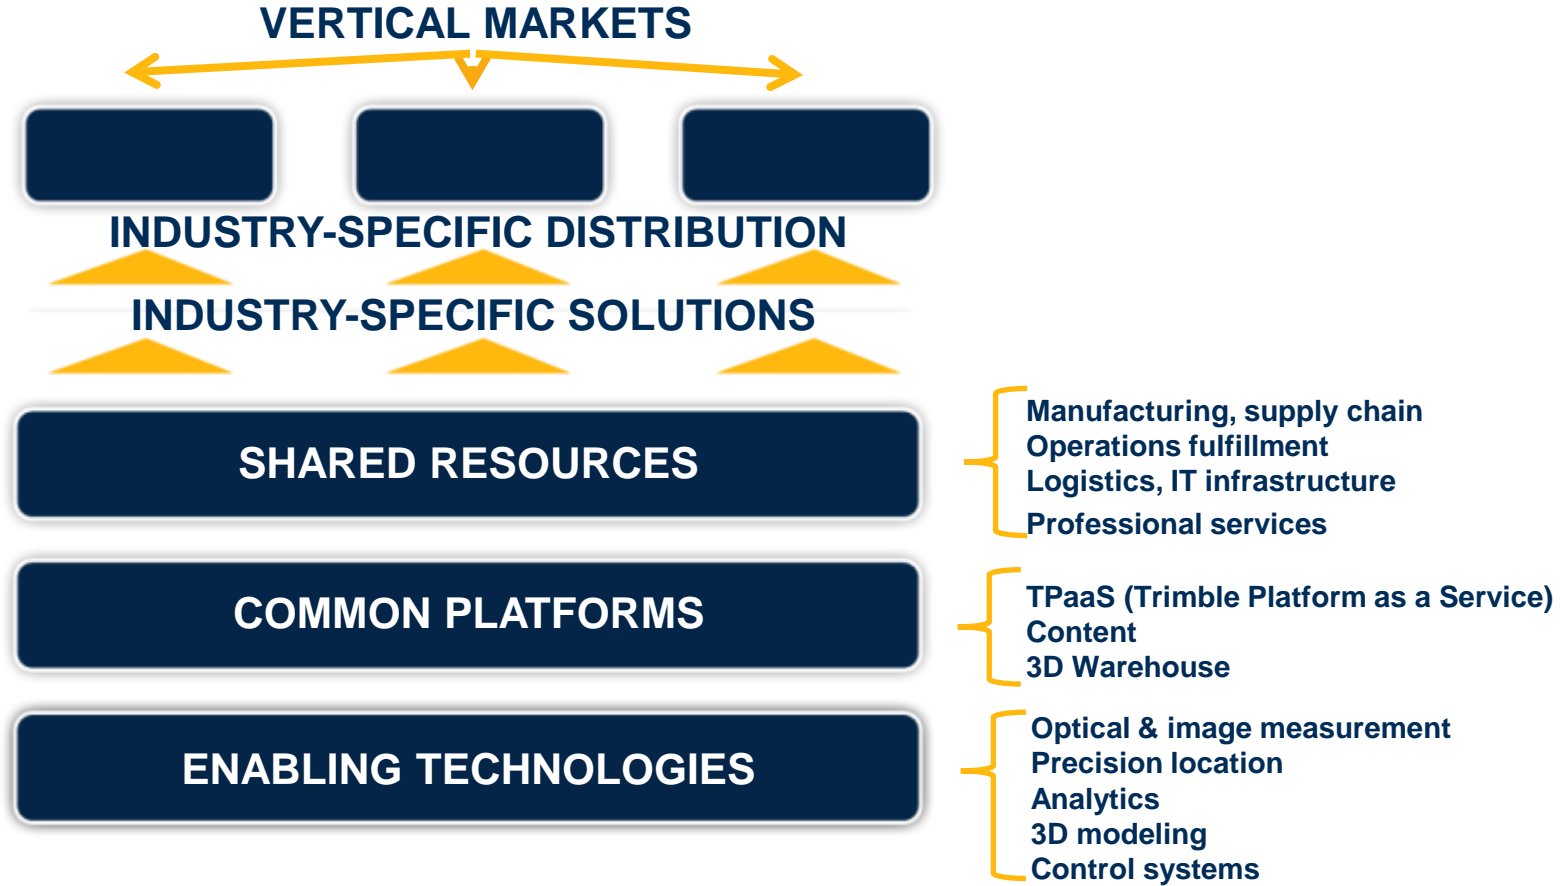 VERTICAL MARKETS
INDUSTRY-SPECIFIC DISTRIBUTION
INDUSTRY-SPECIFIC SOLUTIONS
SHARED RESOURCES
Manufacturing, supply chain
Operations fulfillment
Logistics, IT infrastructure
Professional services
COMMON PLATFORMS
TPaaS (Trimble Platform as a Service)
Content
3D Warehouse
ENABLING TECHNOLOGIES
Optical & image measurement
Precision location
Analytics
3D modeling
Control systems